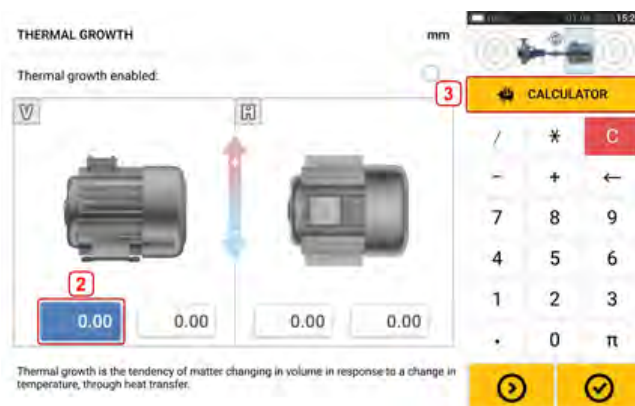 THERMAL GROWTH
mm
15:2
Thermal growth enabled:
3
CALCULATOR
V
H
/ * C
- + ←
7 8 9
4 5 6
1 2 3
. 0 π
2
0.00 0.00 0.00 0.00
Thermal growth is the tendency of matter changing in volume in response to a change in
temperature, through heat transfer.